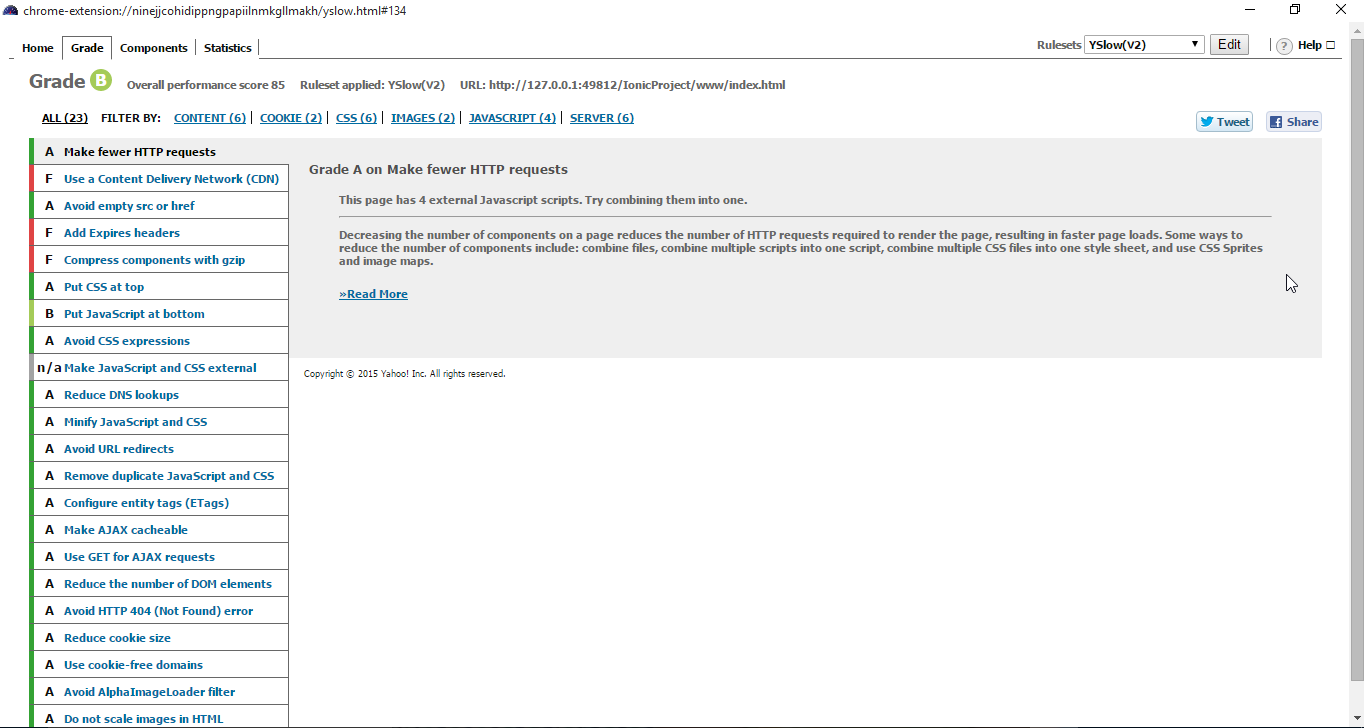 chrome-extension://ninejjcohidippngpapiilnmkgllmakh/yslow.html#134
Home Grade Components Statistics Rulesets YSlow(V2) Edit ? Help
Grade B Overall performance score 85 Ruleset applied: YSlow(V2) URL: http://127.0.0.1:49812/IonicProject/www/index.html
ALL (23) FILTER BY: CONTENT (6) COOKIE (2) CSS (6) IMAGES (2) JAVASCRIPT (4) SERVER (6)
Tweet Share
A Make fewer HTTP requests
F Use a Content Delivery Network (CDN)
A Avoid empty src or href
F Add Expires headers
F Compress components with gzip
A Put CSS at top
B Put JavaScript at bottom
A Avoid CSS expressions
n/a Make JavaScript and CSS external
A Reduce DNS lookups
A Minify JavaScript and CSS
A Avoid URL redirects
A Remove duplicate JavaScript and CSS
A Configure entity tags (ETags)
A Make AJAX cacheable
A Use GET for AJAX requests
A Reduce the number of DOM elements
A Avoid HTTP 404 (Not Found) error
A Reduce cookie size
A Use cookie-free domains
A Avoid AlphaImageLoader filter
A Do not scale images in HTML
Grade A on Make fewer HTTP requests
This page has 4 external Javascript scripts. Try combining them into one.
Decreasing the number of components on a page reduces the number of HTTP requests required to render the page, resulting in faster page loads. Some ways to
reduce the number of components include: combine files, combine multiple scripts into one script, combine multiple CSS files into one style sheet, and use CSS Sprites
and image maps.
»Read More
Copyright © 2015 Yahoo! Inc. All rights reserved.